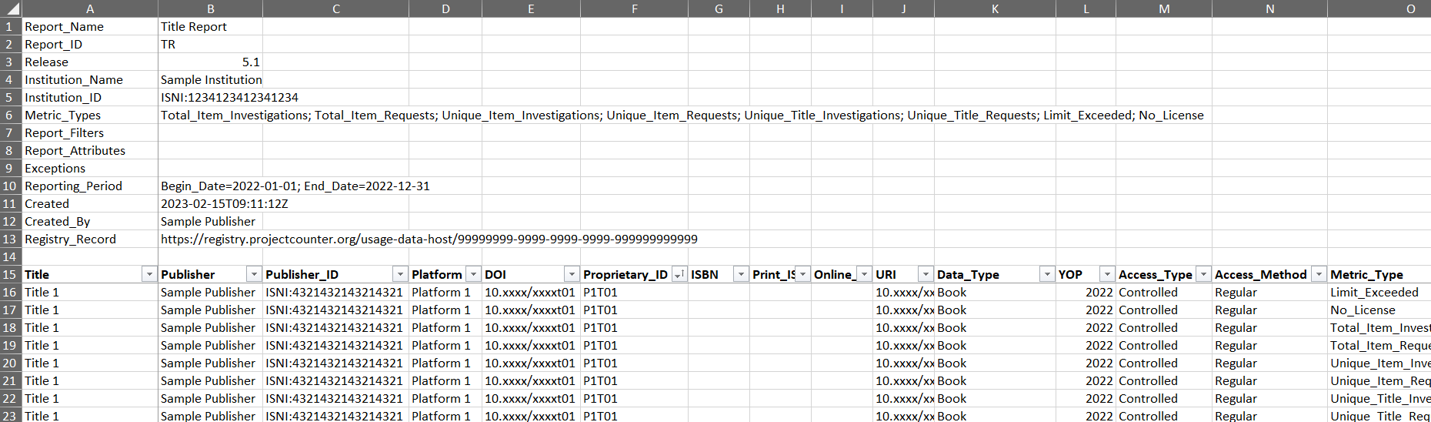 A B C D E F G H I J K L M N O
1 Report_Name Title Report
2 Report_ID TR
3 Release 5.1
4 Institution_Name Sample Institution
5 Institution_ID ISNI:1234123412341234
6 Metric_Types Total_Item_Investigations; Total_Item_Requests; Unique_Item_Investigations; Unique_Item_Requests; Unique_Title_Investigations; Unique_Title_Requests; Limit_Exceeded; No_License
7 Report_Filters
8 Report_Attributes
9 Exceptions
10 Reporting_Period Begin_Date=2022-01-01; End_Date=2022-12-31
11 Created 2023-02-15T09:11:12Z
12 Created_By Sample Publisher
13 Registry_Record https://registry.projectcounter.org/usage-data-host/99999999-9999-9999-9999-999999999999
14
15 Title Publisher Publisher_ID Platform DOI Proprietary_ID ISBN Print_IS Online_ URI Data_Type YOP Access_Type Access_Method Metric_Type
16 Title 1 Sample Publisher ISNI:4321432143214321 Platform 1 10.xxxx/xxxxt01 P1T01 10.xxxx/xx Book 2022 Controlled Regular Limit_Exceeded
17 Title 1 Sample Publisher ISNI:4321432143214321 Platform 1 10.xxxx/xxxxt01 P1T01 10.xxxx/xx Book 2022 Controlled Regular No_License
18 Title 1 Sample Publisher ISNI:4321432143214321 Platform 1 10.xxxx/xxxxt01 P1T01 10.xxxx/xx Book 2022 Controlled Regular Total_Item_Invest
19 Title 1 Sample Publisher ISNI:4321432143214321 Platform 1 10.xxxx/xxxxt01 P1T01 10.xxxx/xx Book 2022 Controlled Regular Total_Item_Reque
20 Title 1 Sample Publisher ISNI:4321432143214321 Platform 1 10.xxxx/xxxxt01 P1T01 10.xxxx/xx Book 2022 Controlled Regular Unique_Item_Inve
21 Title 1 Sample Publisher ISNI:4321432143214321 Platform 1 10.xxxx/xxxxt01 P1T01 10.xxxx/xx Book 2022 Controlled Regular Unique_Item_Req
22 Title 1 Sample Publisher ISNI:4321432143214321 Platform 1 10.xxxx/xxxxt01 P1T01 10.xxxx/xx Book 2022 Controlled Regular Unique_Title_Inve
23 Title 1 Sample Publisher ISNI:4321432143214321 Platform 1 10.xxxx/xxxxt01 P1T01 10.xxxx/xx Book 2022 Controlled Regular Unique_Title_Req